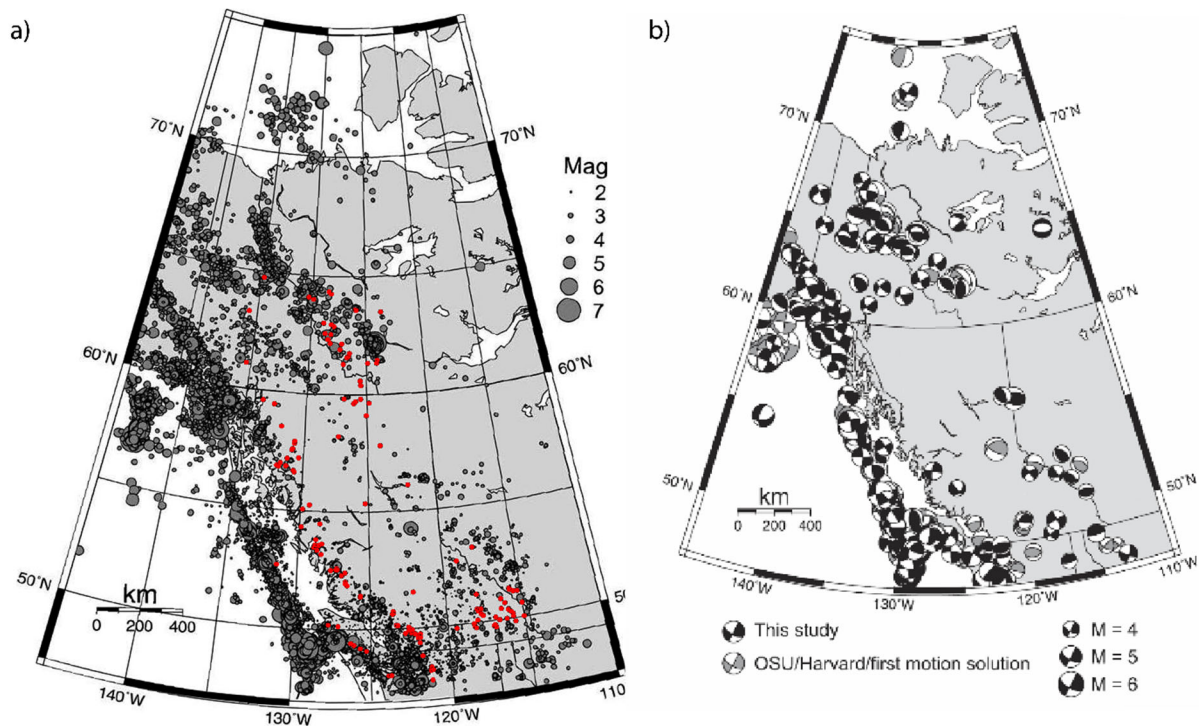 a)
70˚N
60˚N
50˚N
70˚N
60˚N
50
140˚W
130˚W
120˚W
110
Mag
2
3
4
5
6
7
km
0 200 400
b)
70˚N
60˚N
50˚N
70˚N
60˚N
50˚N
140˚W
130˚W
120˚W
110˚W
km
0 200 400
This study
OSU/Harvard/first motion solution
M = 4
M = 5
M = 6